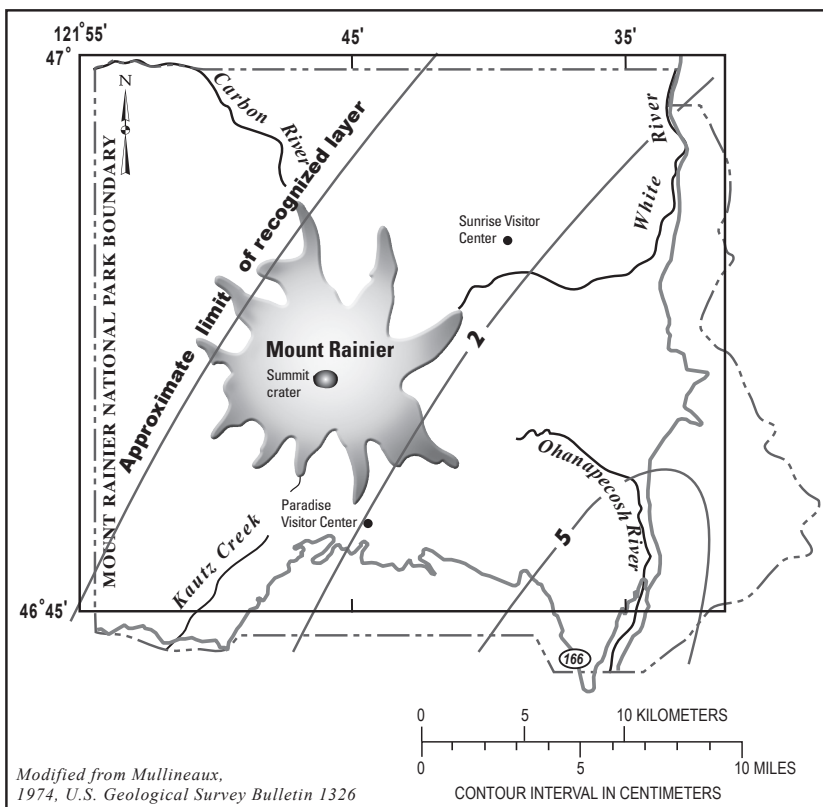 121°55'
45'
35'
47°
N
Carbon River
White River
MOUNT RAINIER NATIONAL PARK BOUNDARY
Approximate limit of recognized layer
Sunrise Visitor
Center
2
Mount Rainier
Summit
crater
Ohanapecosh River
Paradise
Visitor Center
5
Kautz Creek
46°45'
166
0 5 10 KILOMETERS
0 5 10 MILES
CONTOUR INTERVAL IN CENTIMETERS
Modified from Mullineaux,
1974, U.S. Geological Survey Bulletin 1326